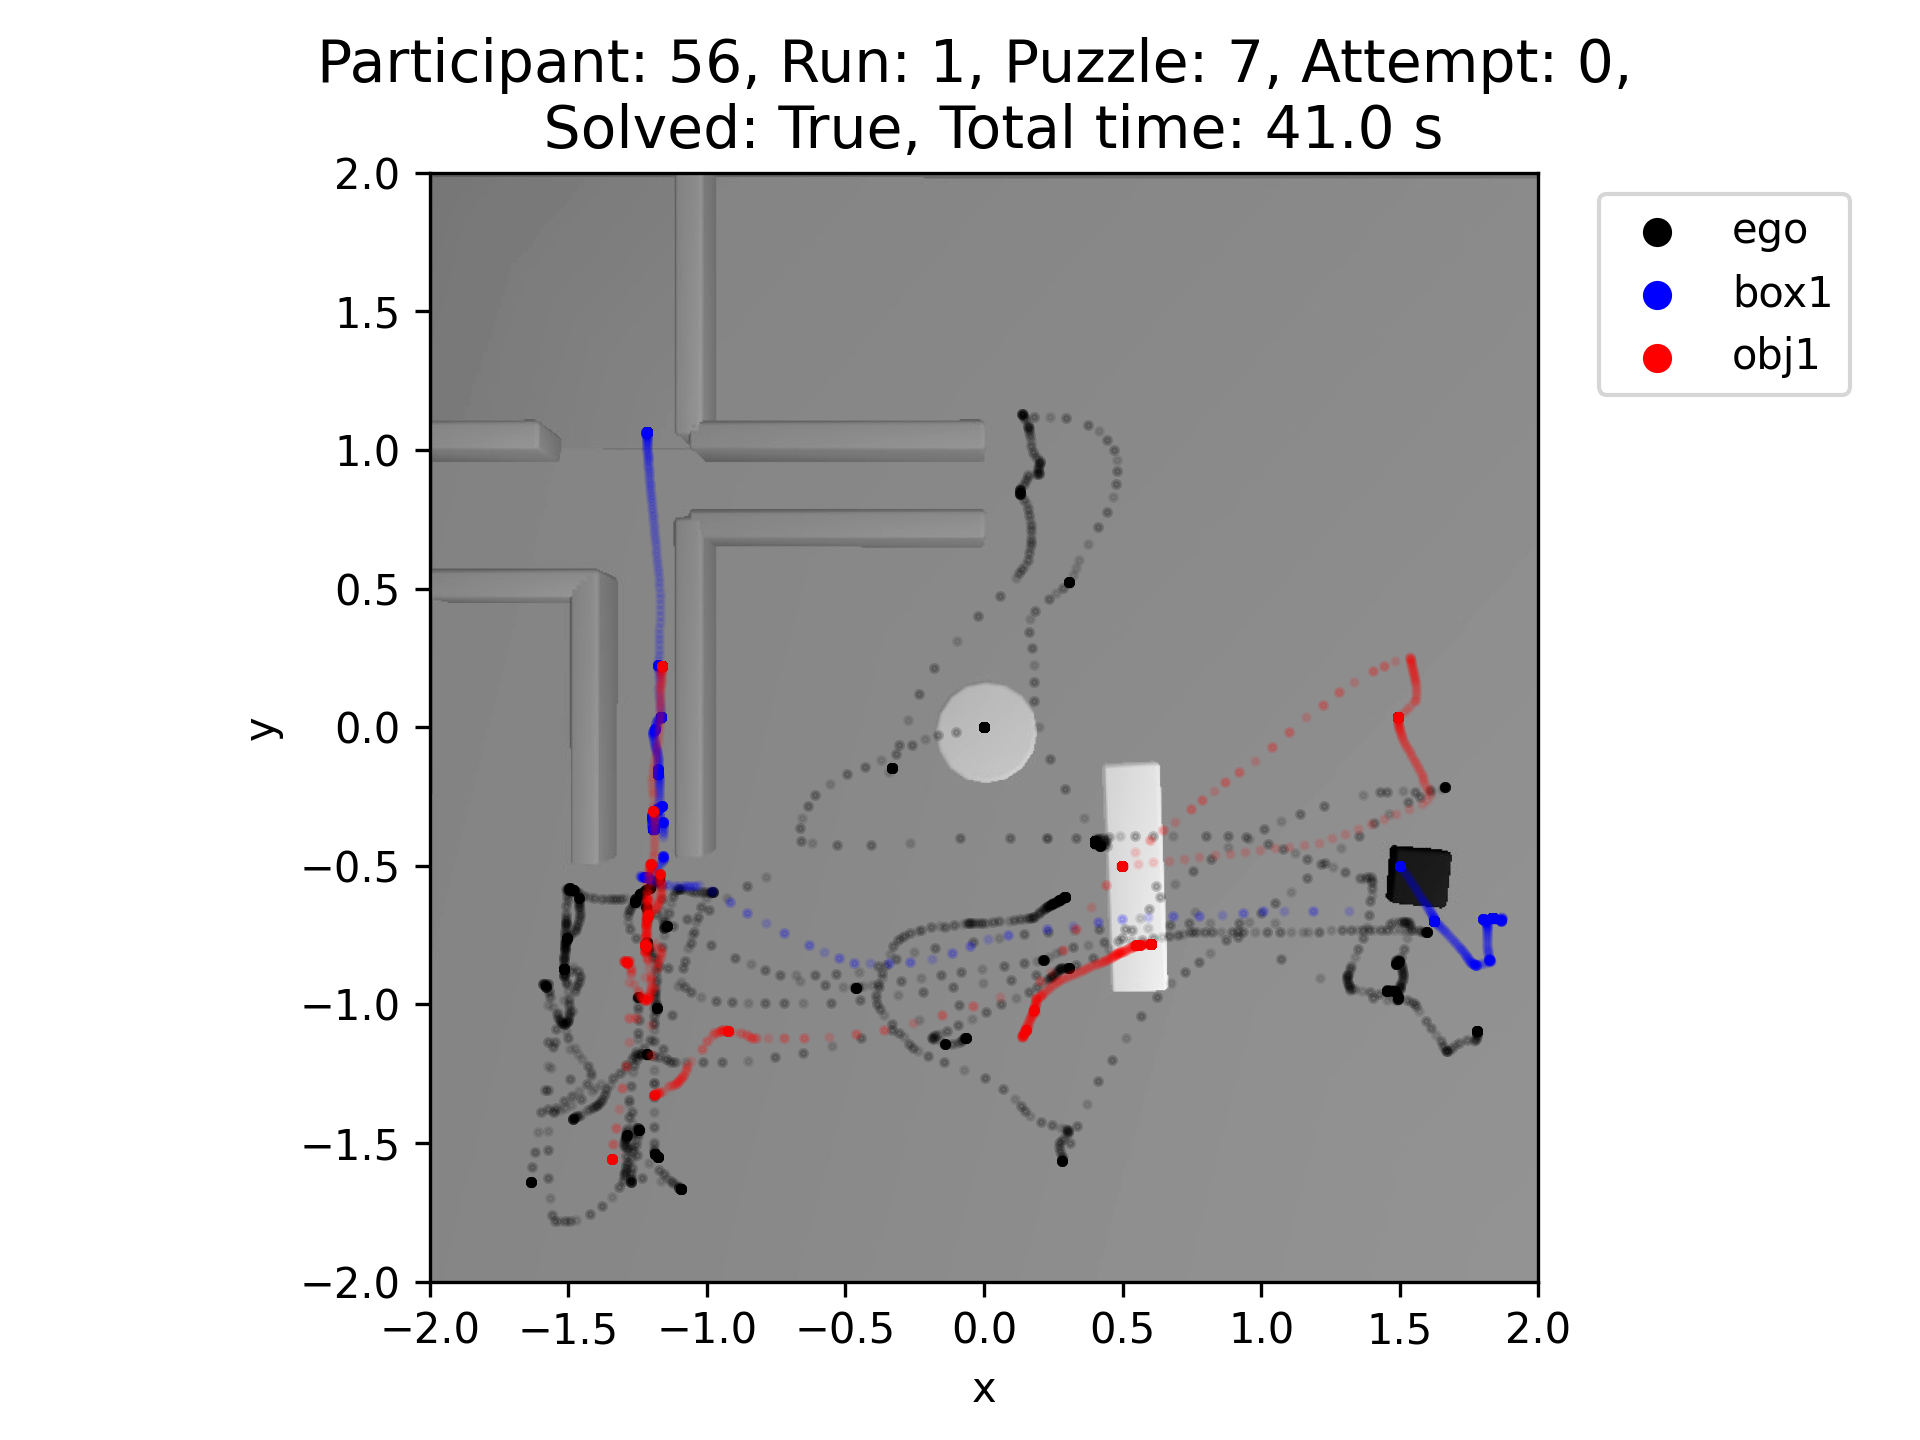 Participant: 56, Run: 1, Puzzle: 7, Attempt: 0,
Solved: True, Total time: 41.0 s
ego
box1
obj1
2.0
1.5
1.0
0.5
0.0
−0.5
−1.0
−1.5
−2.0
y
−2.0 −1.5 −1.0 −0.5 0.0 0.5 1.0 1.5 2.0
x